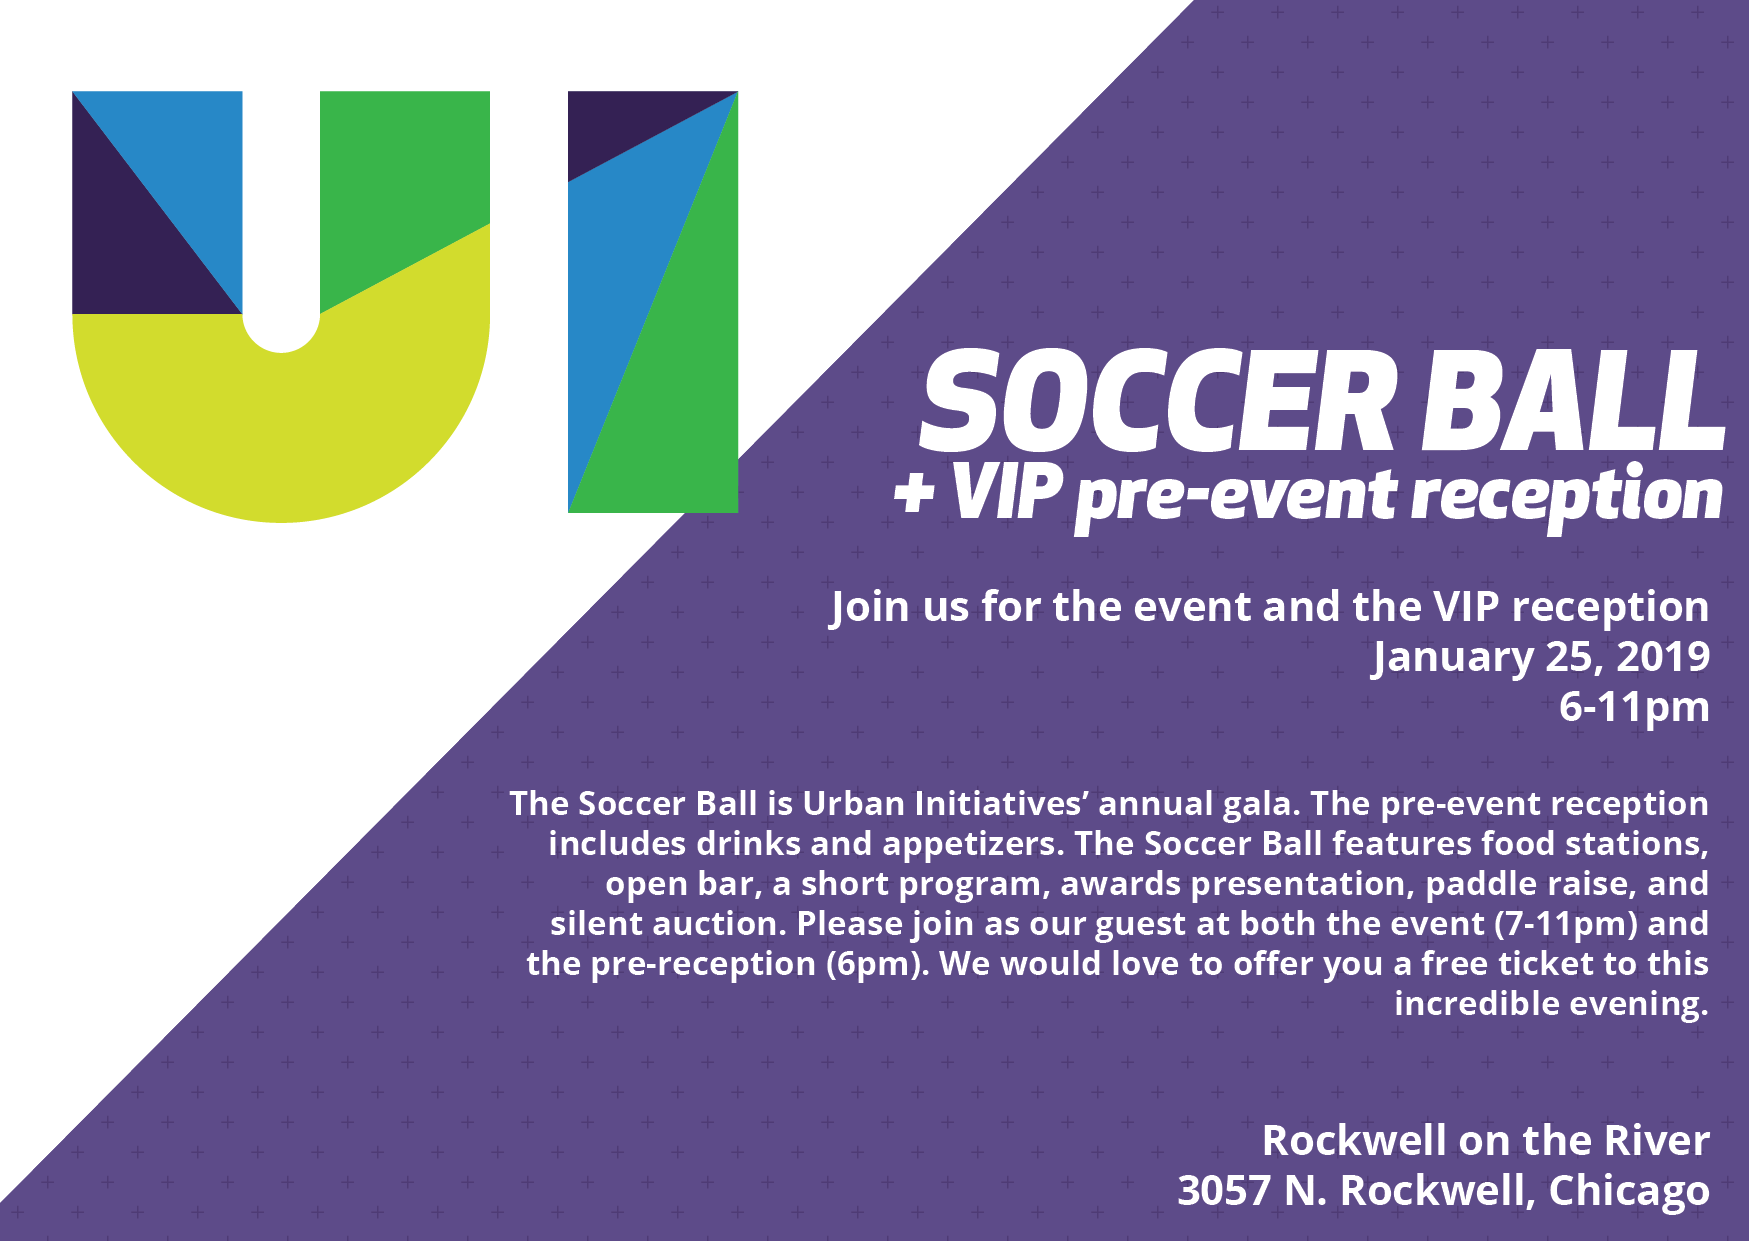 UI
SOCCER BALL
+ VIP pre-event reception
Join us for the event and the VIP reception
January 25, 2019
6-11pm
The Soccer Ball is Urban Initiatives’ annual gala. The pre-event reception
includes drinks and appetizers. The Soccer Ball features food stations,
open bar, a short program, awards presentation, paddle raise, and
silent auction. Please join as our guest at both the event (7-11pm) and
the pre-reception (6pm). We would love to offer you a free ticket to this
incredible evening.
Rockwell on the River
3057 N. Rockwell, Chicago